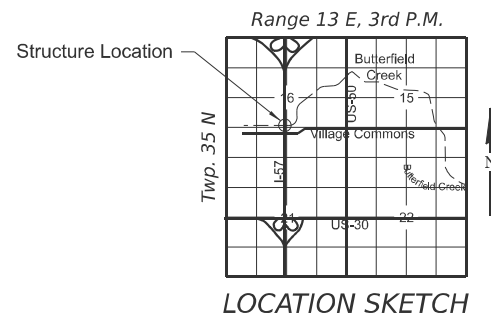 Range 13 E, 3rd P.M.
Structure Location
Butterfield
Creek
16
15
US-50
Village Commons
Twp. 35 N
I-57
Butterfield Creek
N
21
22
US-30
LOCATION SKETCH